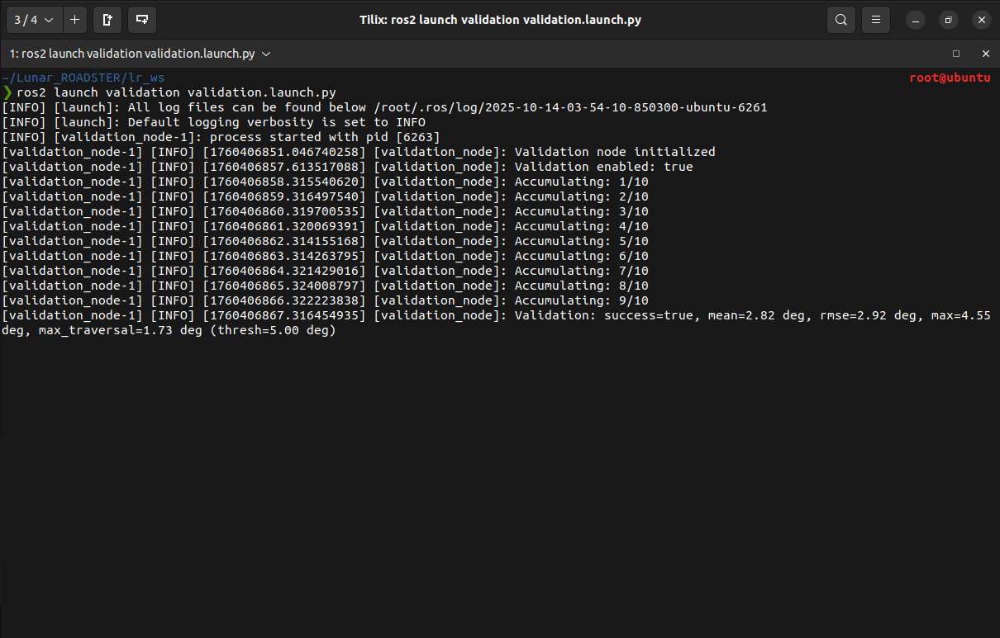 3 / 4
Tilix: ros2 launch validation validation.launch.py
1: ros2 launch validation validation.launch.py
~/Lunar_ROADSTER/lr_ws root@ubuntu
❯ ros2 launch validation validation.launch.py
[INFO] [launch]: All log files can be found below /root/.ros/log/2025-10-14-03-54-10-850300-ubuntu-6261
[INFO] [launch]: Default logging verbosity is set to INFO
[INFO] [validation_node-1]: process started with pid [6263]
[validation_node-1] [INFO] [1760406851.046740258] [validation_node]: Validation node initialized
[validation_node-1] [INFO] [1760406857.613517088] [validation_node]: Validation enabled: true
[validation_node-1] [INFO] [1760406858.315540620] [validation_node]: Accumulating: 1/10
[validation_node-1] [INFO] [1760406859.316497540] [validation_node]: Accumulating: 2/10
[validation_node-1] [INFO] [1760406860.319700535] [validation_node]: Accumulating: 3/10
[validation_node-1] [INFO] [1760406861.320069391] [validation_node]: Accumulating: 4/10
[validation_node-1] [INFO] [1760406862.314155168] [validation_node]: Accumulating: 5/10
[validation_node-1] [INFO] [1760406863.314263795] [validation_node]: Accumulating: 6/10
[validation_node-1] [INFO] [1760406864.321429016] [validation_node]: Accumulating: 7/10
[validation_node-1] [INFO] [1760406865.324008797] [validation_node]: Accumulating: 8/10
[validation_node-1] [INFO] [1760406866.322223838] [validation_node]: Accumulating: 9/10
[validation_node-1] [INFO] [1760406867.316454935] [validation_node]: Validation: success=true, mean=2.82 deg, rmse=2.92 deg, max=4.55
deg, max_traversal=1.73 deg (thresh=5.00 deg)